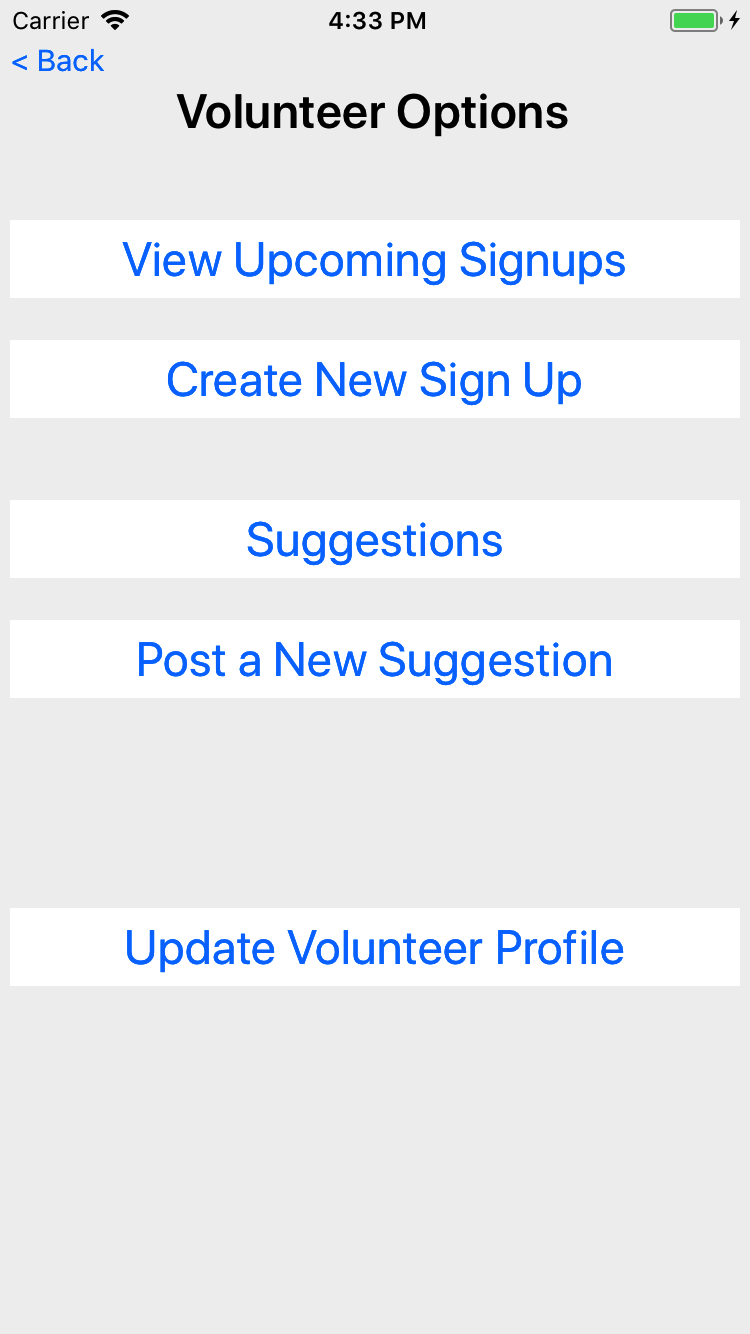 Carrier 4:33 PM
< Back
Volunteer Options
View Upcoming Signups
Create New Sign Up
Suggestions
Post a New Suggestion
Update Volunteer Profile